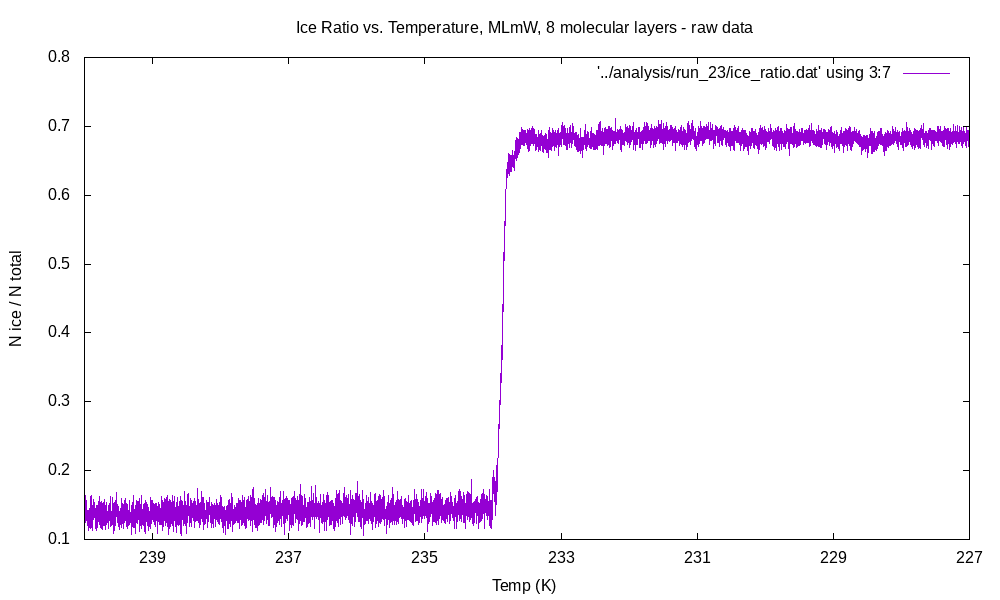 Ice Ratio vs. Temperature, MLmW, 8 molecular layers - raw data
'../analysis/run_23/ice_ratio.dat' using 3:7
0.8
0.7
0.6
0.5
0.4
0.3
0.2
0.1
N ice / N total
239 237 235 233 231 229 227
Temp (K)